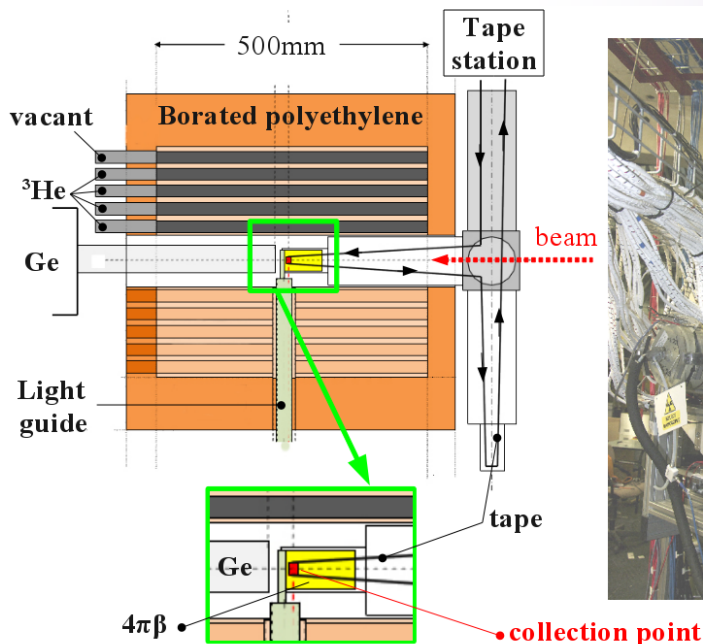 500mm
Tape
station
Borated polyethylene
vacant
³He
beam
Ge
Light
guide
tape
Ge
4πβ
collection point